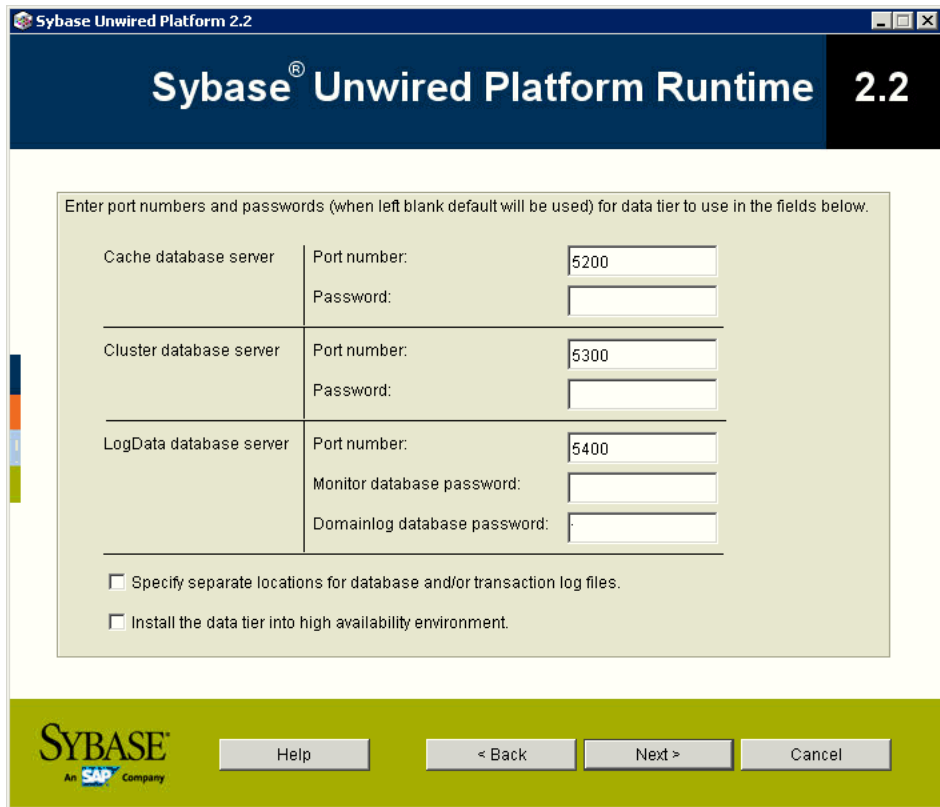 Sybase Unwired Platform 2.2
Sybase® Unwired Platform Runtime 2.2
Enter port numbers and passwords (when left blank default will be used) for data tier to use in the fields below.
Cache database server
Port number:
5200
Password:
Cluster database server
Port number:
5300
Password:
LogData database server
Port number:
5400
Monitor database password:
Domainlog database password:
Specify separate locations for database and/or transaction log files.
Install the data tier into high availability environment.
SYBASE®
An SAP Company
Help
< Back
Next >
Cancel